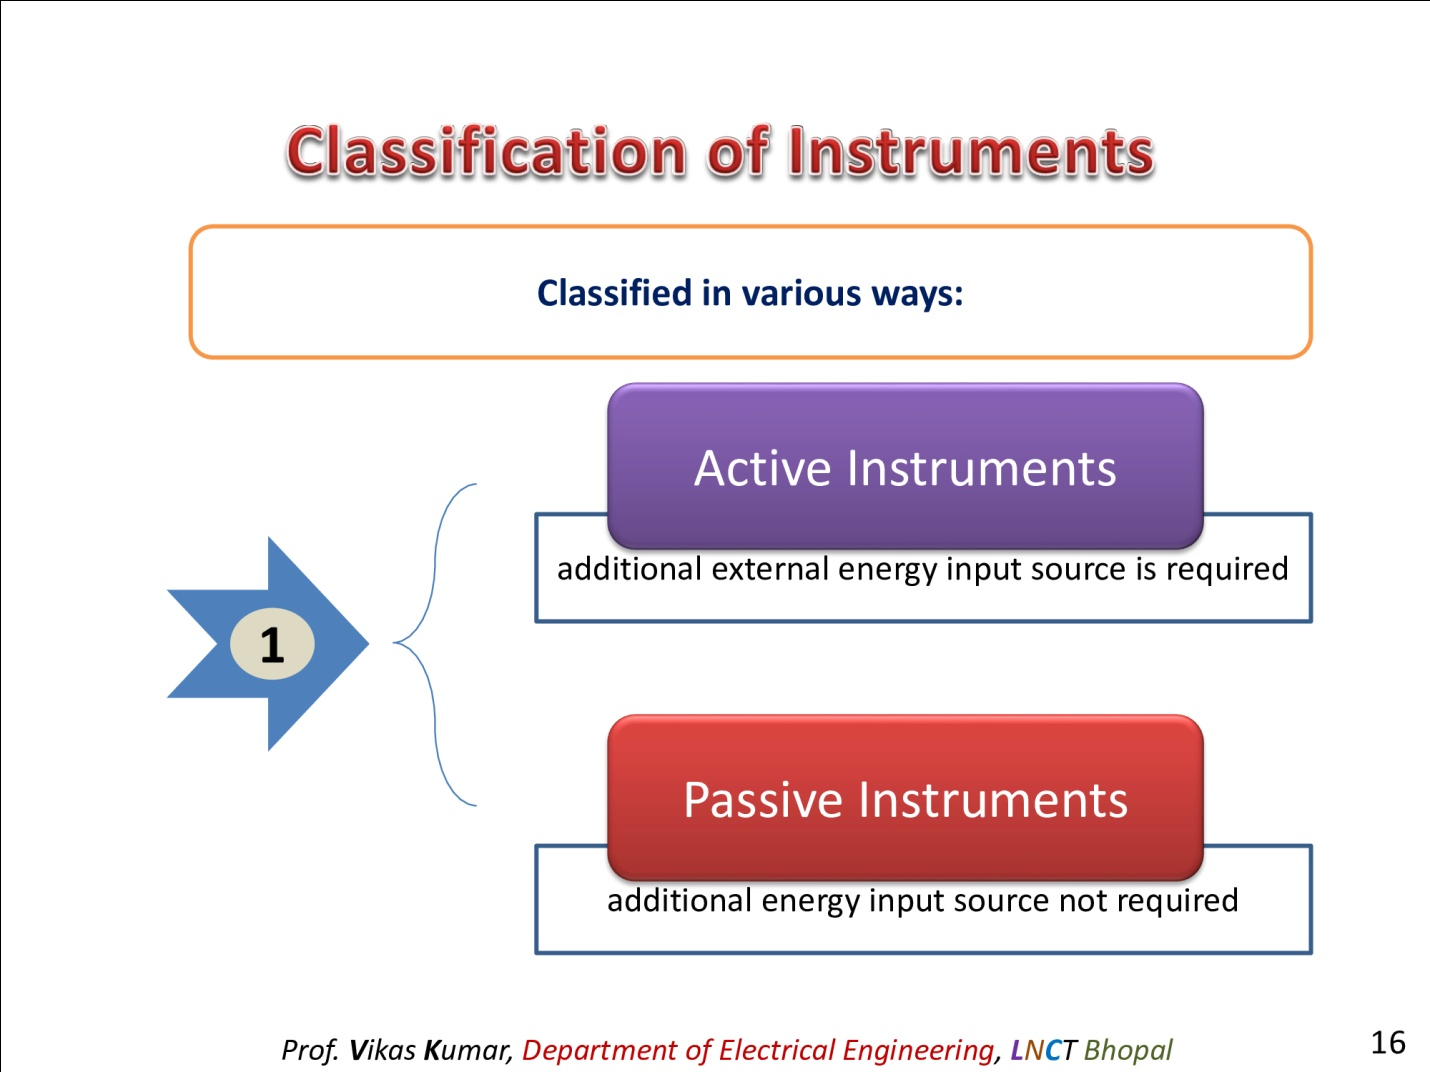 Classification of Instruments
Classified in various ways:
Active Instruments
additional external energy input source is required
1
Passive Instruments
additional energy input source not required
Prof. Vikas Kumar, Department of Electrical Engineering, LNCT Bhopal
16